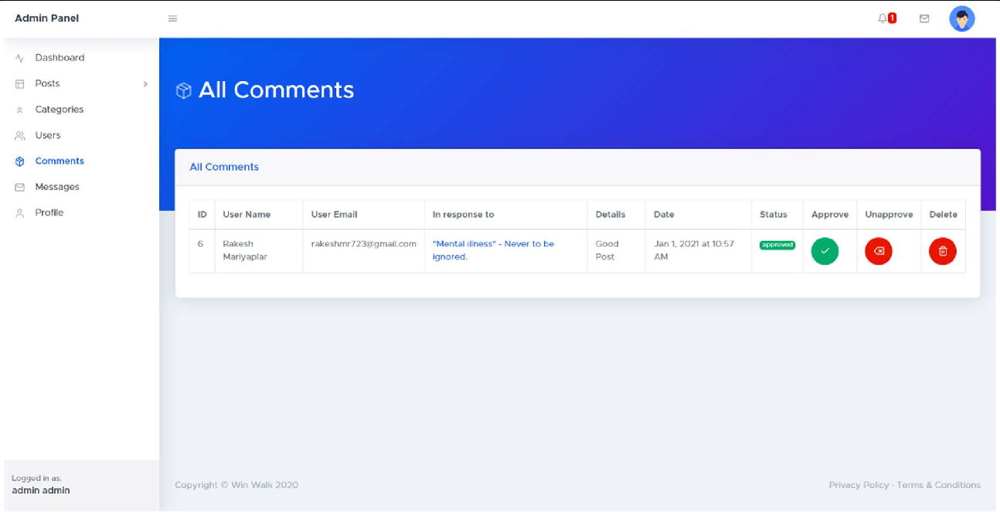 Admin Panel
1
Dashboard
Posts
Categories
Users
Comments
Messages
Profile
Logged in as:
admin admin
All Comments
All Comments
ID User Name User Email In response to Details Date Status Approve Unapprove Delete
6 Rakesh rakeshmr723@gmail.com "Mental illness" - Never to be Good Jan 1, 2021 at 10:57 approved
Mariyaplar ignored. Post AM
Copyright © Win Walk 2020 Privacy Policy · Terms & Conditions